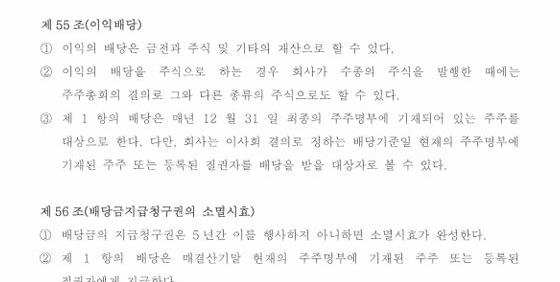 제 55 조(이익배당)
① 이익의 배당은 금전과 주식 및 기타의 재산으로 할 수 있다.
② 이익의 배당을 주식으로 하는 경우 회사가 수종의 주식을 발행한 때에는
주주총회의 결의로 그와 다른 종류의 주식으로도 할 수 있다.
③ 제 1 항의 배당은 매년 12 월 31 일 최종의 주주명부에 기재되어 있는 주주를
대상으로 한다. 다만, 회사는 이사회 결의로 정하는 배당기준일 현재의 주주명부에
기재된 주주 또는 등록된 질권자를 배당을 받을 대상자로 볼 수 있다.
제 56 조(배당금지급청구권의 소멸시효)
① 배당금의 지급청구권은 5 년간 이를 행사하지 아니하면 소멸시효가 완성한다.
② 제 1 항의 배당은 매결산기말 현재의 주주명부에 기재된 주주 또는 등록된
질권자에게 지급한다.